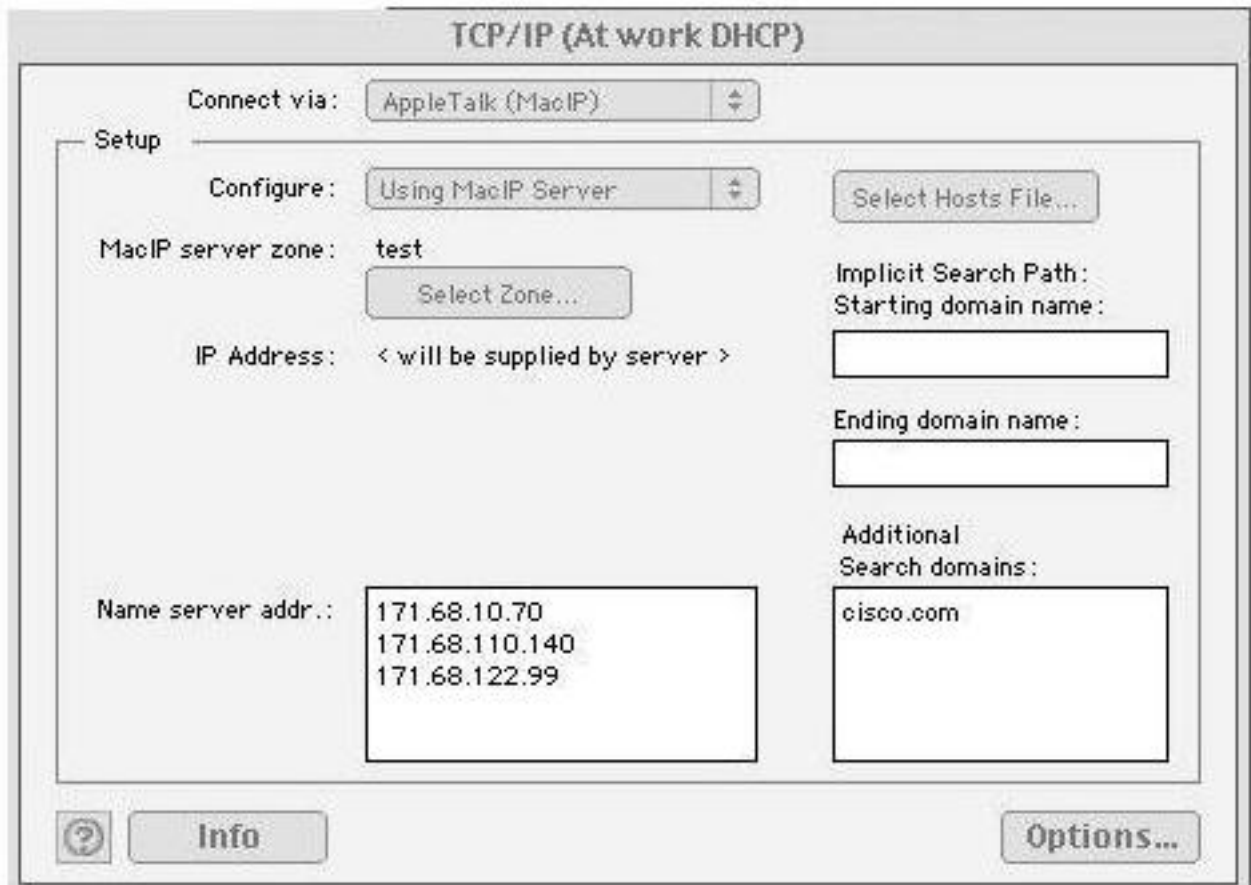 TCP/IP (At work DHCP)
Connect via: AppleTalk (MacIP)
Setup
Configure: Using MacIP Server
Select Hosts File...
MacIP server zone: test
Select Zone...
Implicit Search Path:
Starting domain name:
IP Address: < will be supplied by server >
Ending domain name:
Additional
Search domains:
Name server addr.: 171.68.10.70
171.68.110.140
171.68.122.99
cisco.com
?
Info
Options...